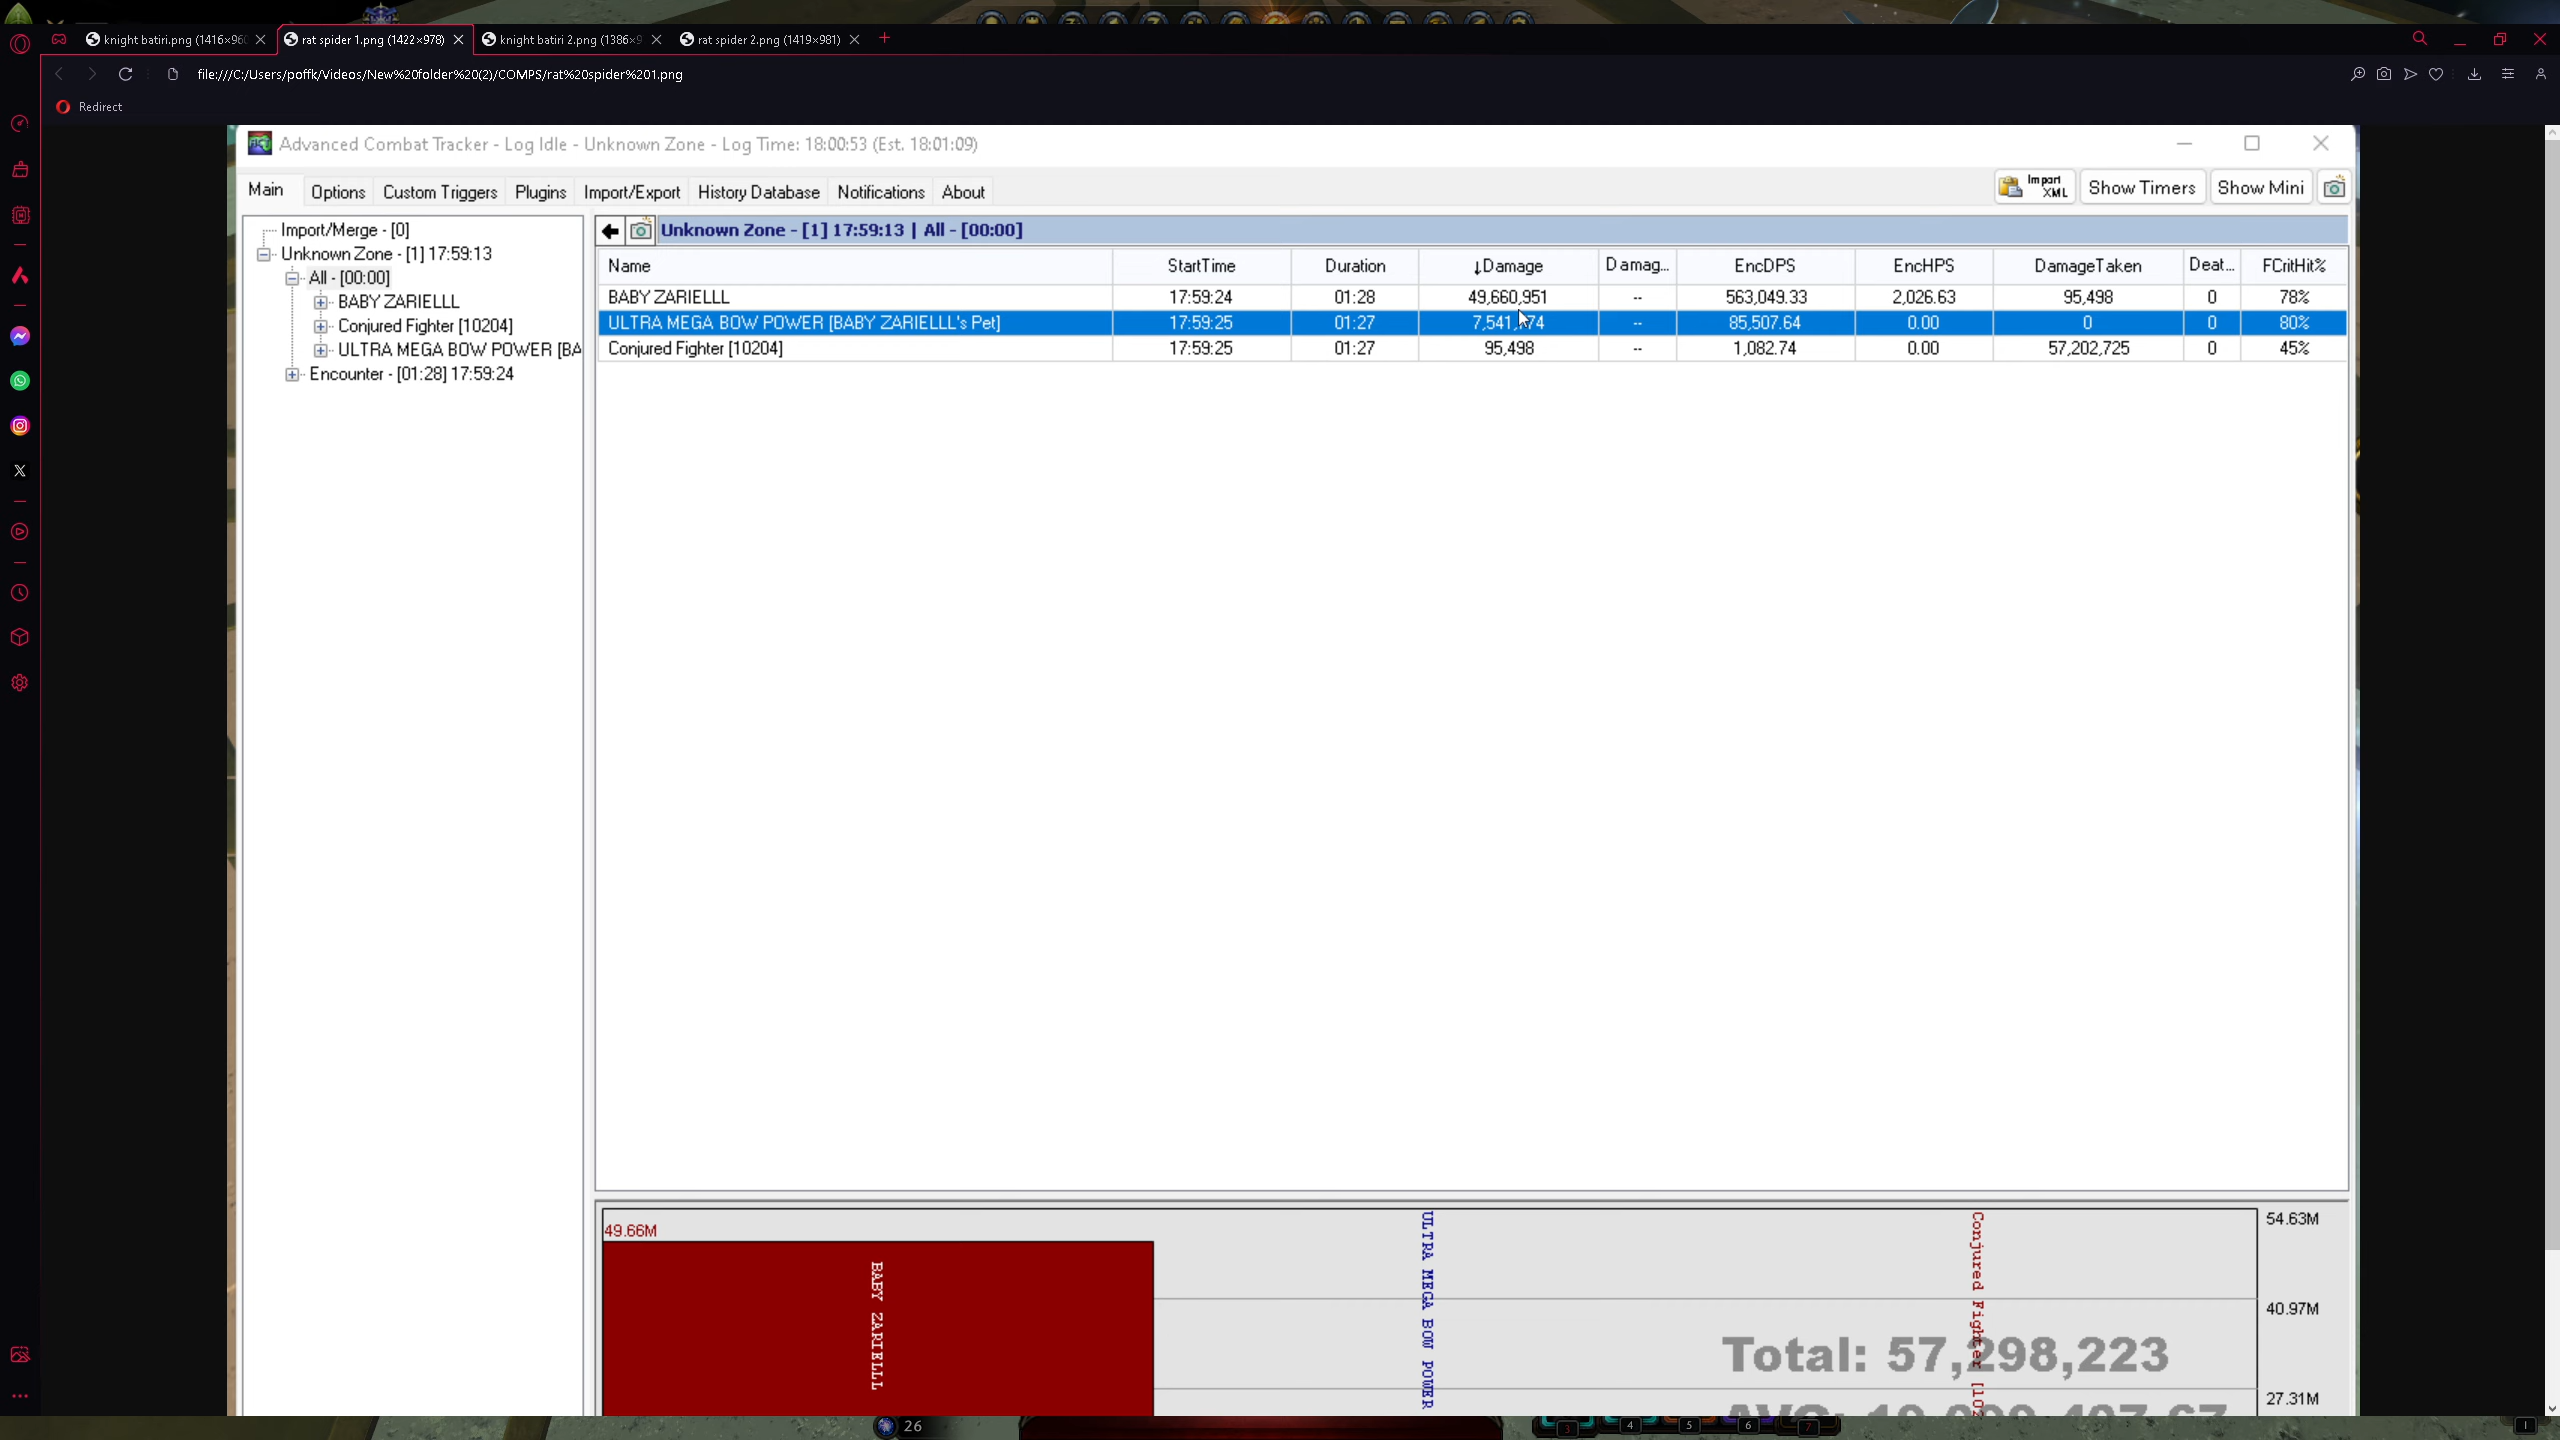 knight batiri.png (1416×960
rat spider 1.png (1422×978)
knight batiri 2.png (1386×9
rat spider 2.png (1419×981)
file:///C:/Users/poffk/Videos/New%20folder%20(2)/COMPS/rat%20spider%201.png
Redirect
Advanced Combat Tracker - Log Idle - Unknown Zone - Log Time: 18:00:53 (Est. 18:01:09)
Main Options Custom Triggers Plugins Import/Export History Database Notifications About
Import XML Show Timers Show Mini
Import/Merge - [0]
Unknown Zone - [1] 17:59:13
All - [00:00]
BABY ZARIELLL
Conjured Fighter [10204]
ULTRA MEGA BOW POWER [BA
Encounter - [01:28] 17:59:24
Unknown Zone - [1] 17:59:13 | All - [00:00]
Name StartTime Duration ↓Damage Damag... EncDPS EncHPS DamageTaken Deat... FCritHit%
BABY ZARIELLL 17:59:24 01:28 49,660,951 -- 563,049.33 2,026.63 95,498 0 78%
ULTRA MEGA BOW POWER [BABY ZARIELLL's Pet] 17:59:25 01:27 -- 85,507.64 0.00 0 0 80%
Conjured Fighter [10204] 17:59:25 01:27 95,498 -- 1,082.74 0.00 57,202,725 0 45%
49.66M
BABY ZARIELLL
ULTRA MEGA BOW POWER
Conjured Fighter [102
54.63M
40.97M
27.31M
Total: 57,298,223
26
3 4 5 6 7